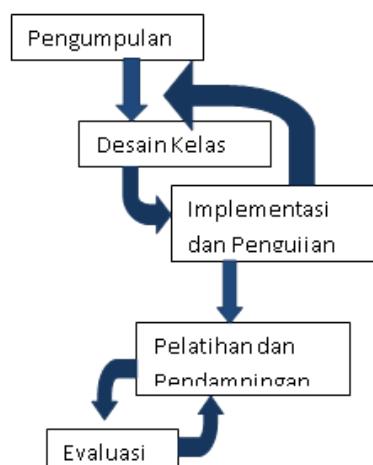 Pengumpulan
Desain Kelas
Implementasi
dan Pengujian
Pelatihan dan
Pendampingan
Evaluasi